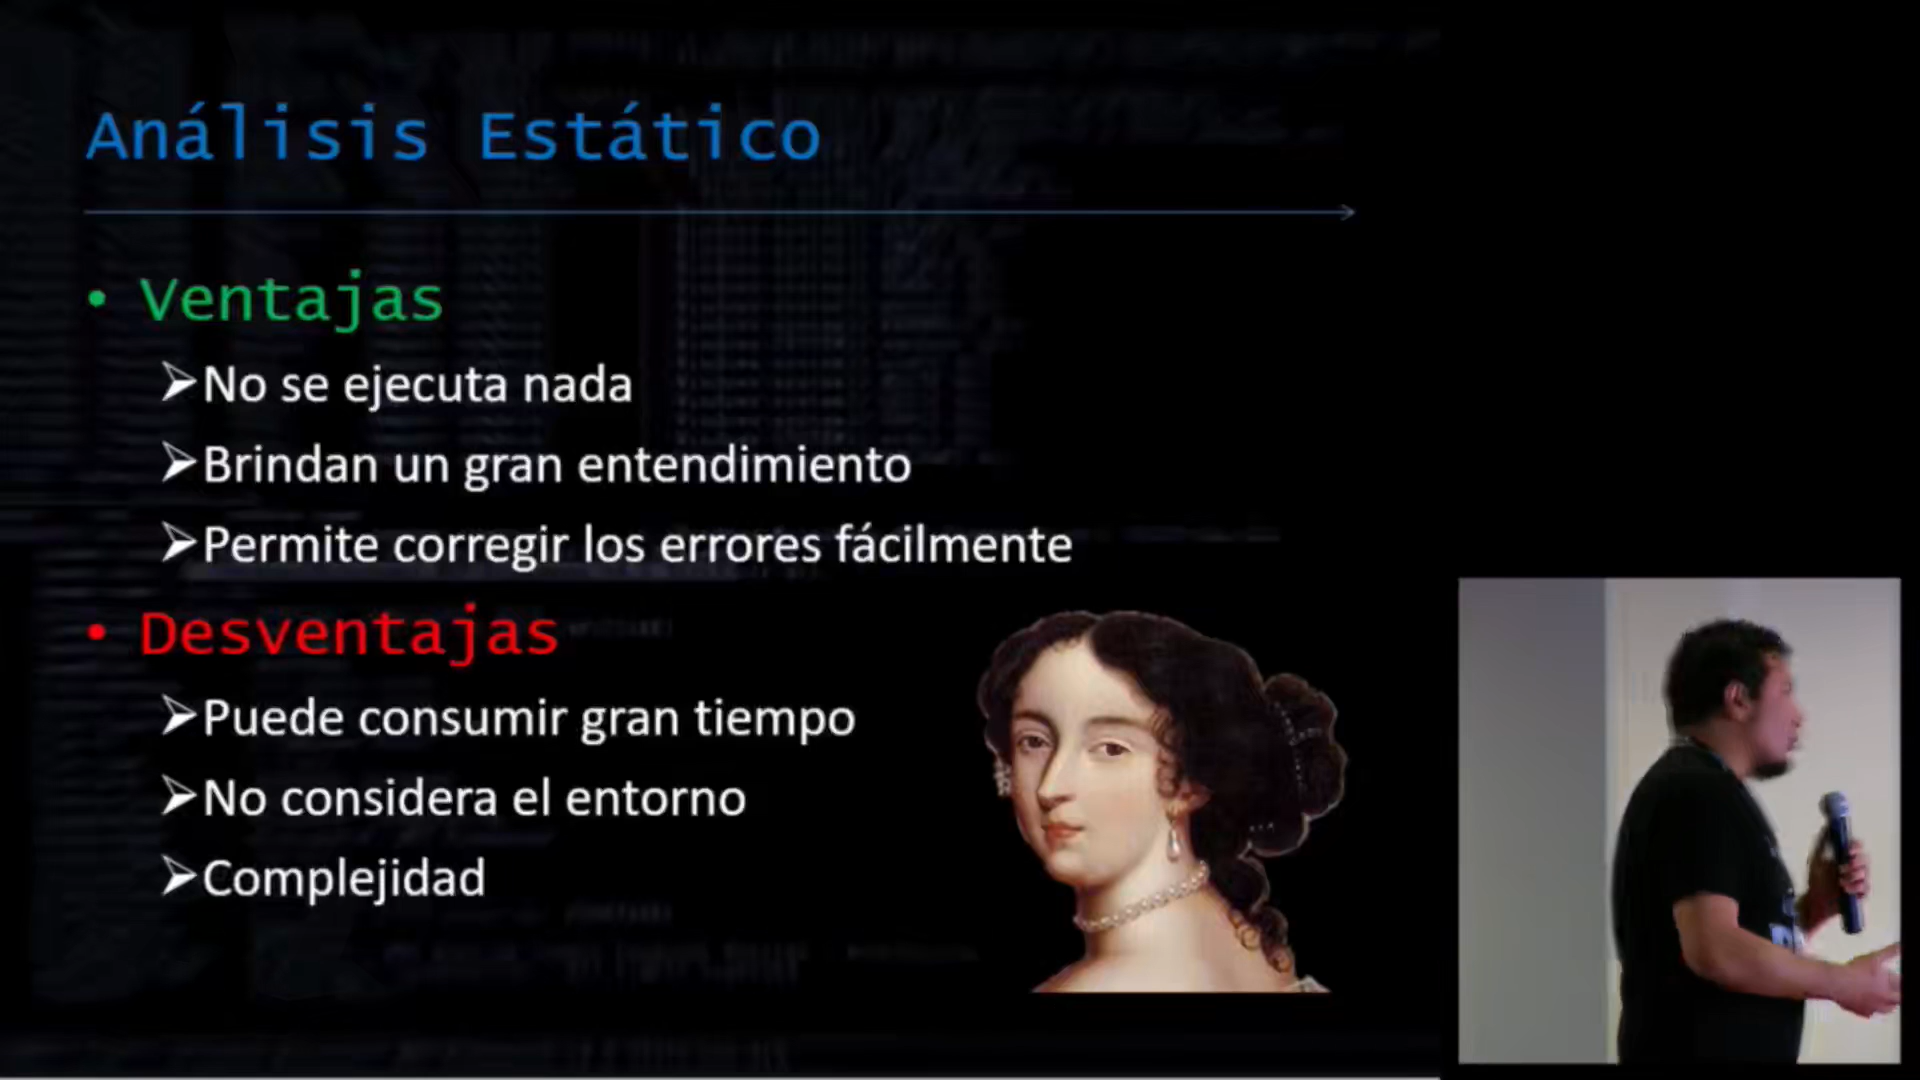 Análisis Estático
• Ventajas
➢No se ejecuta nada
➢Brindan un gran entendimiento
➢Permite corregir los errores fácilmente
• Desventajas
➢Puede consumir gran tiempo
➢No considera el entorno
➢Complejidad